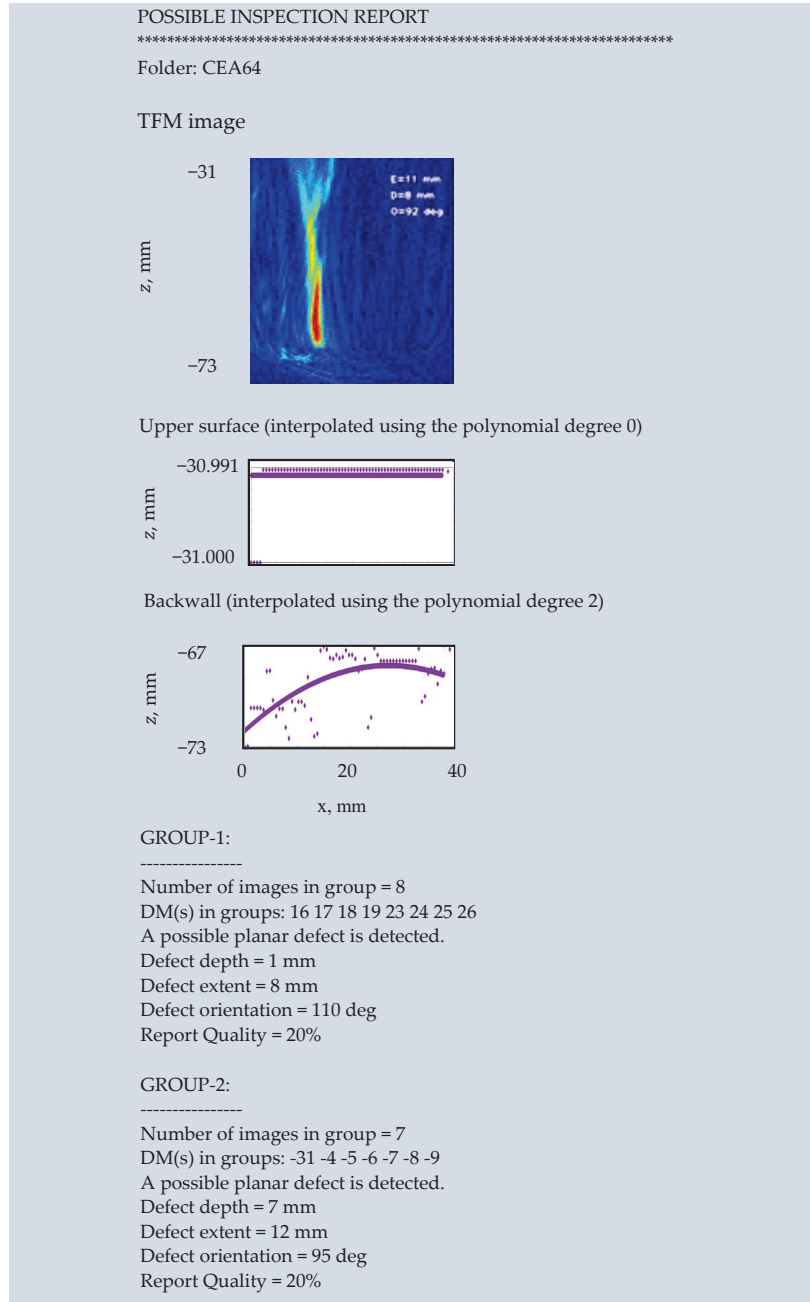 POSSIBLE INSPECTION REPORT
************************************************************************
Folder: CEA64
TFM image
−31
z, mm
−73
E=11 mm
D=8 mm
O=92 deg
Upper surface (interpolated using the polynomial degree 0)
−30.991
z, mm
−31.000
Backwall (interpolated using the polynomial degree 2)
−67
z, mm
−73
0 20 40
x, mm
GROUP-1:
----------------
Number of images in group = 8
DM(s) in groups: 16 17 18 19 23 24 25 26
A possible planar defect is detected.
Defect depth = 1 mm
Defect extent = 8 mm
Defect orientation = 110 deg
Report Quality = 20%
GROUP-2:
----------------
Number of images in group = 7
DM(s) in groups: -31 -4 -5 -6 -7 -8 -9
A possible planar defect is detected.
Defect depth = 7 mm
Defect extent = 12 mm
Defect orientation = 95 deg
Report Quality = 20%